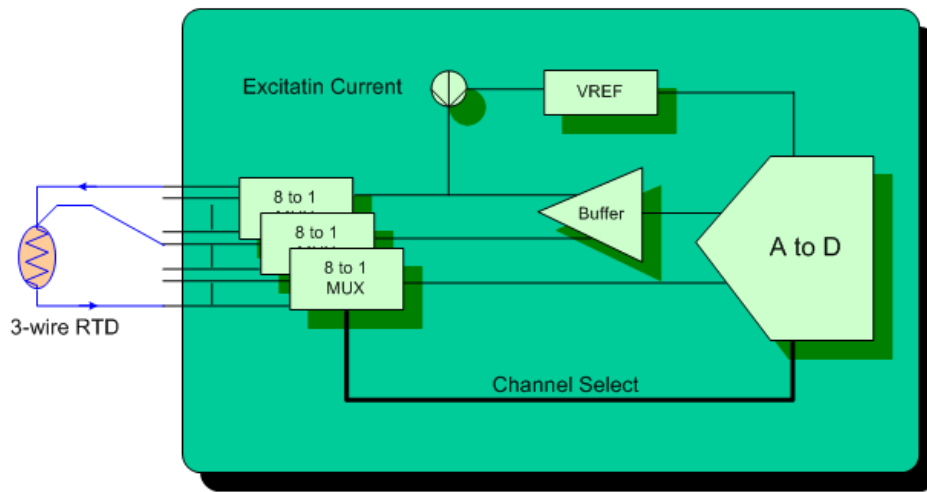 Excitatin Current
VREF
8 to 1
8 to 1
8 to 1
MUX
Buffer
A to D
3-wire RTD
Channel Select